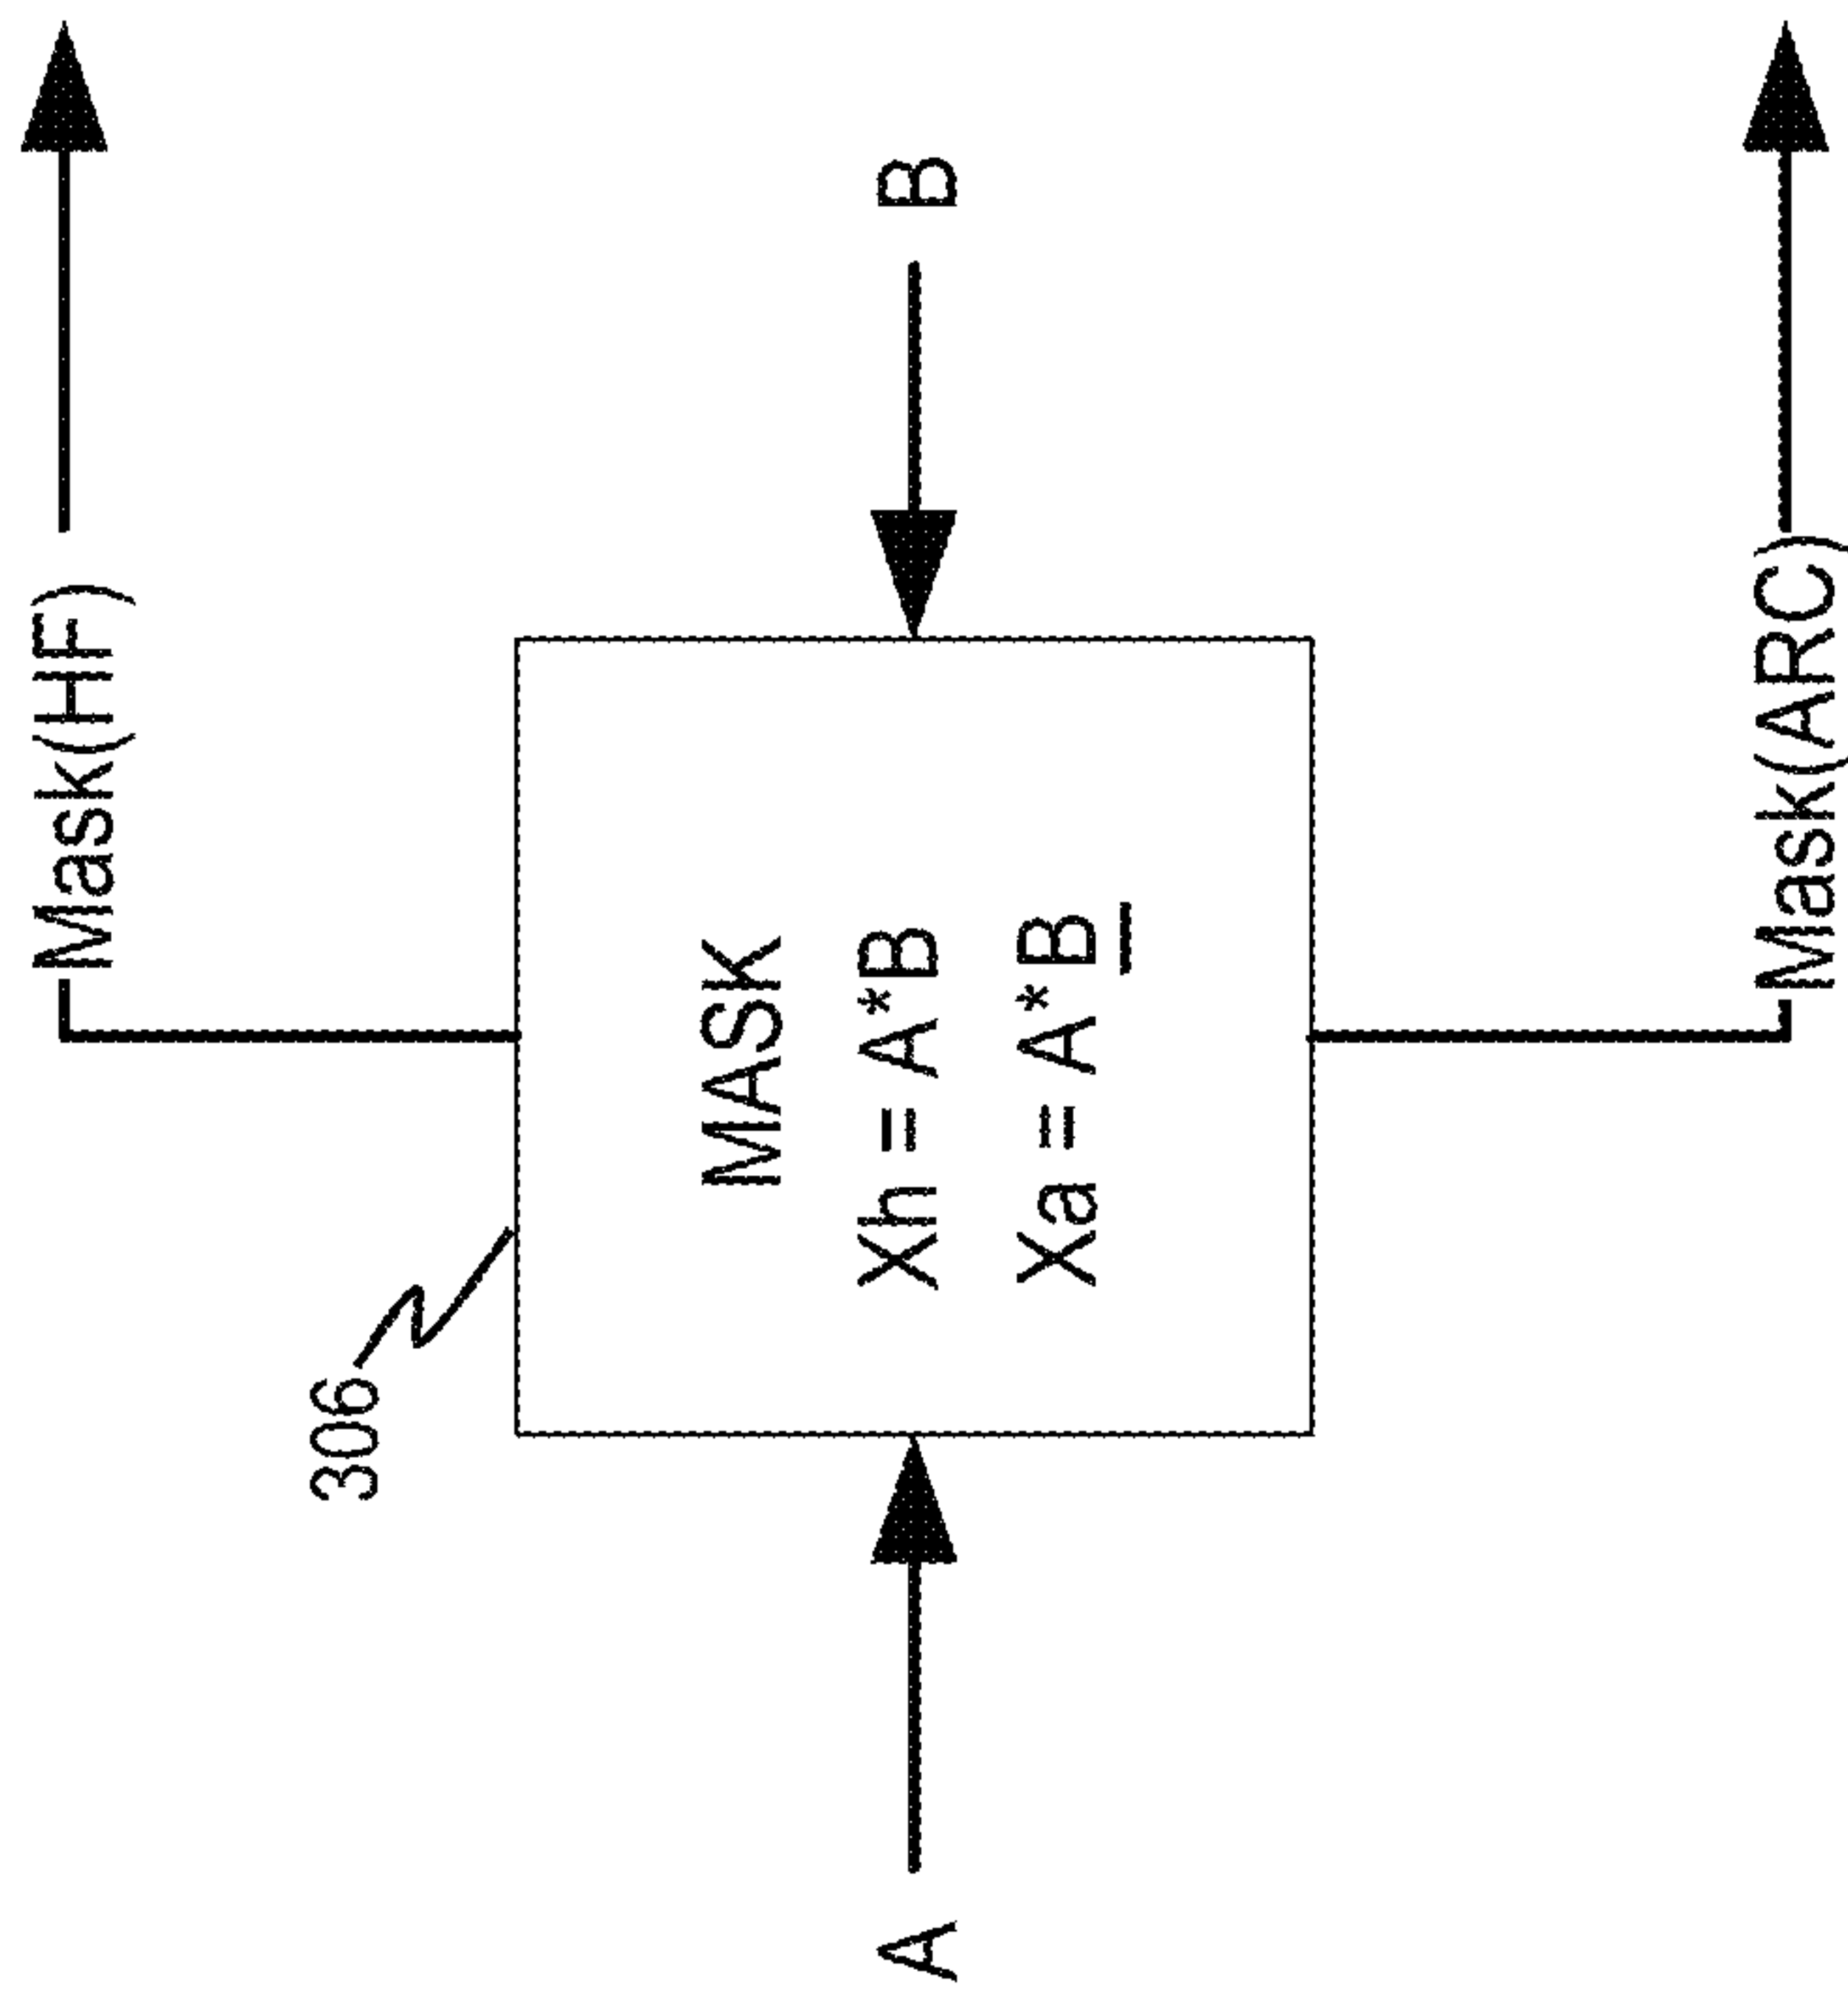 Mask(HF)
306
A
MASK
Xh = A*B
Xa = A*B
B
Mask(ARC)